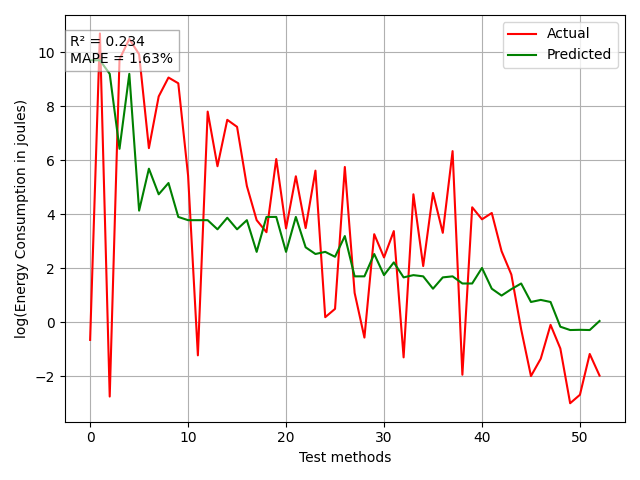 R² = 0.234
MAPE = 1.63%
Actual
Predicted
log(Energy Consumption in joules)
10
8
6
4
2
0
−2
0
10
20
30
40
50
Test methods